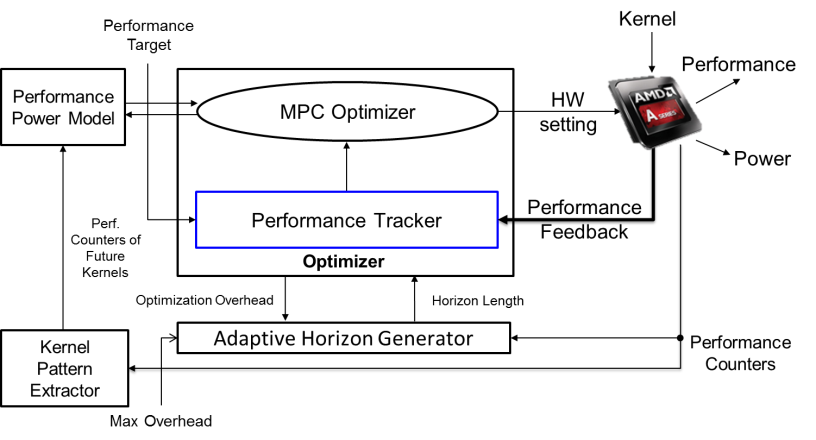 Kernel
Performance
Target
Performance
Performance
Power Model
MPC Optimizer
HW
setting
AMD
A SERIES
Power
Performance Tracker
Performance
Feedback
Perf.
Counters of
Future
Kernels
Optimizer
Optimization Overhead
Horizon Length
Adaptive Horizon Generator
Performance
Counters
Kernel
Pattern
Extractor
Max Overhead